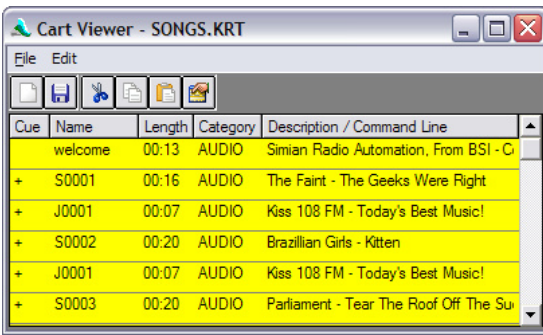 Cart Viewer - SONGS.KRT
File Edit
Cue Name Length Category Description / Command Line
welcome 00:13 AUDIO Simian Radio Automation, From BSI -
+ S0001 00:16 AUDIO The Faint - The Geeks Were Right
+ J0001 00:07 AUDIO Kiss 108 FM - Today's Best Music!
+ S0002 00:20 AUDIO Brazillian Girls - Kitten
+ J0001 00:07 AUDIO Kiss 108 FM - Today's Best Music!
+ S0003 00:20 AUDIO Parliament - Tear The Roof Off The